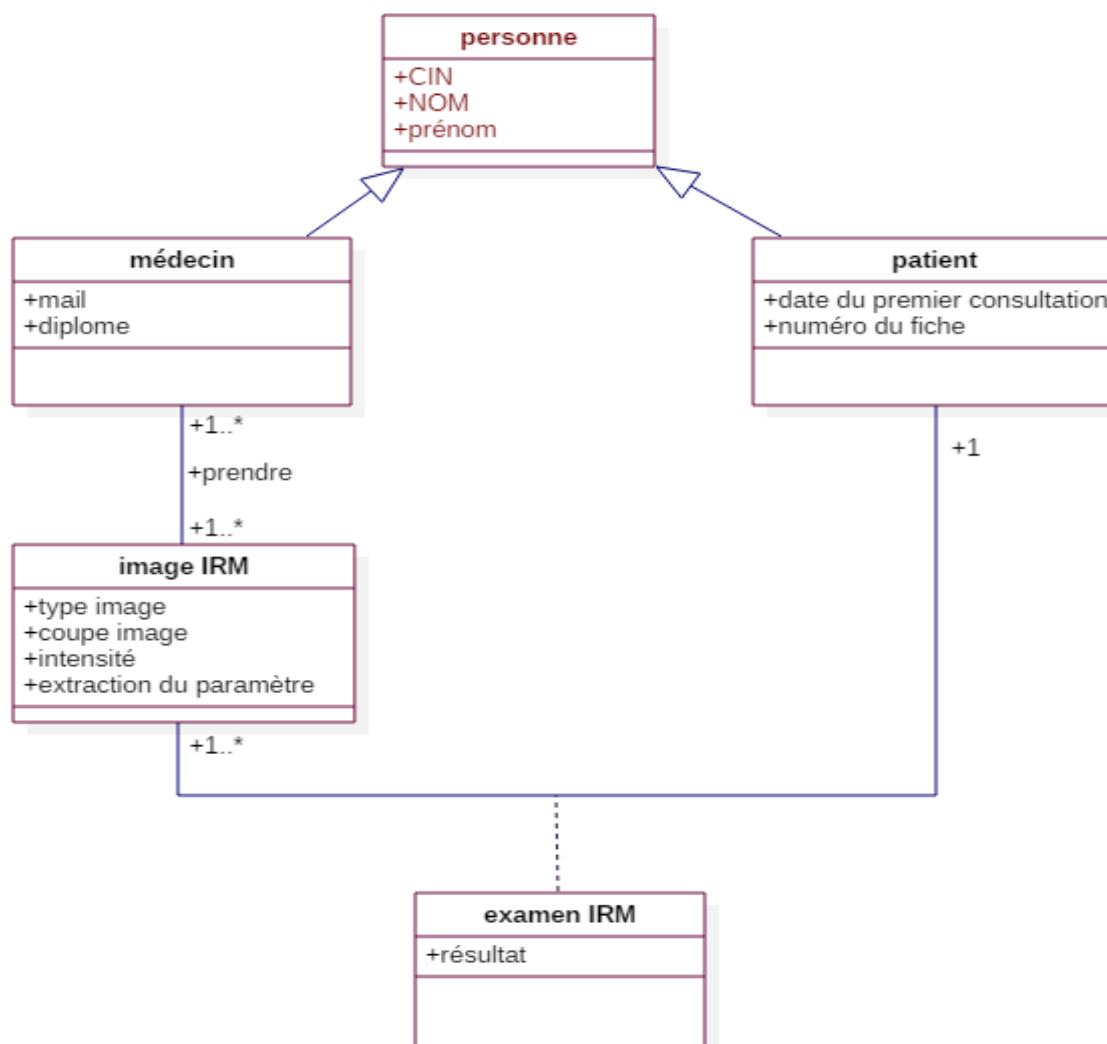 personne
+CIN
+NOM
+prénom
médecin
+mail
+diplome
patient
+date du premier consultation
+numéro du fiche
+1..*
+prendre
+1..*
+1
image IRM
+type image
+coupe image
+intensité
+extraction du paramètre
+1..*
examen IRM
+résultat